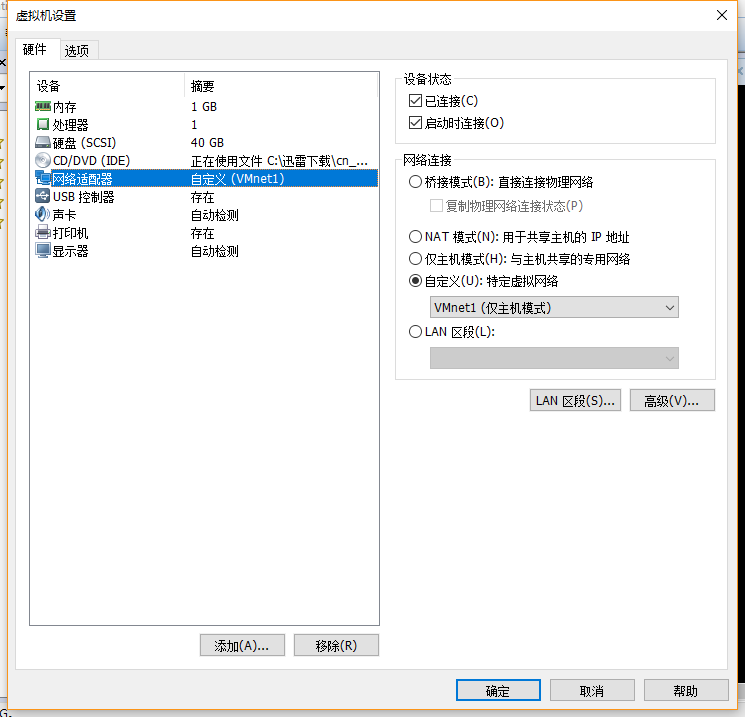 虚拟机设置
硬件 选项
设备 摘要
内存 1 GB
处理器 1
硬盘 (SCSI) 40 GB
CD/DVD (IDE) 正在使用文件 C:\迅雷下载\cn_...
网络适配器 自定义 (VMnet1)
USB 控制器 存在
声卡 自动检测
打印机 存在
显示器 自动检测
添加(A)... 移除(R)
设备状态
已连接(C)
启动时连接(O)
网络连接
桥接模式(B): 直接连接物理网络
复制物理网络连接状态(P)
NAT 模式(N): 用于共享主机的 IP 地址
仅主机模式(H): 与主机共享的专用网络
自定义(U): 特定虚拟网络
VMnet1 (仅主机模式)
LAN 区段(L):
LAN 区段(S)... 高级(V)...
确定 取消 帮助